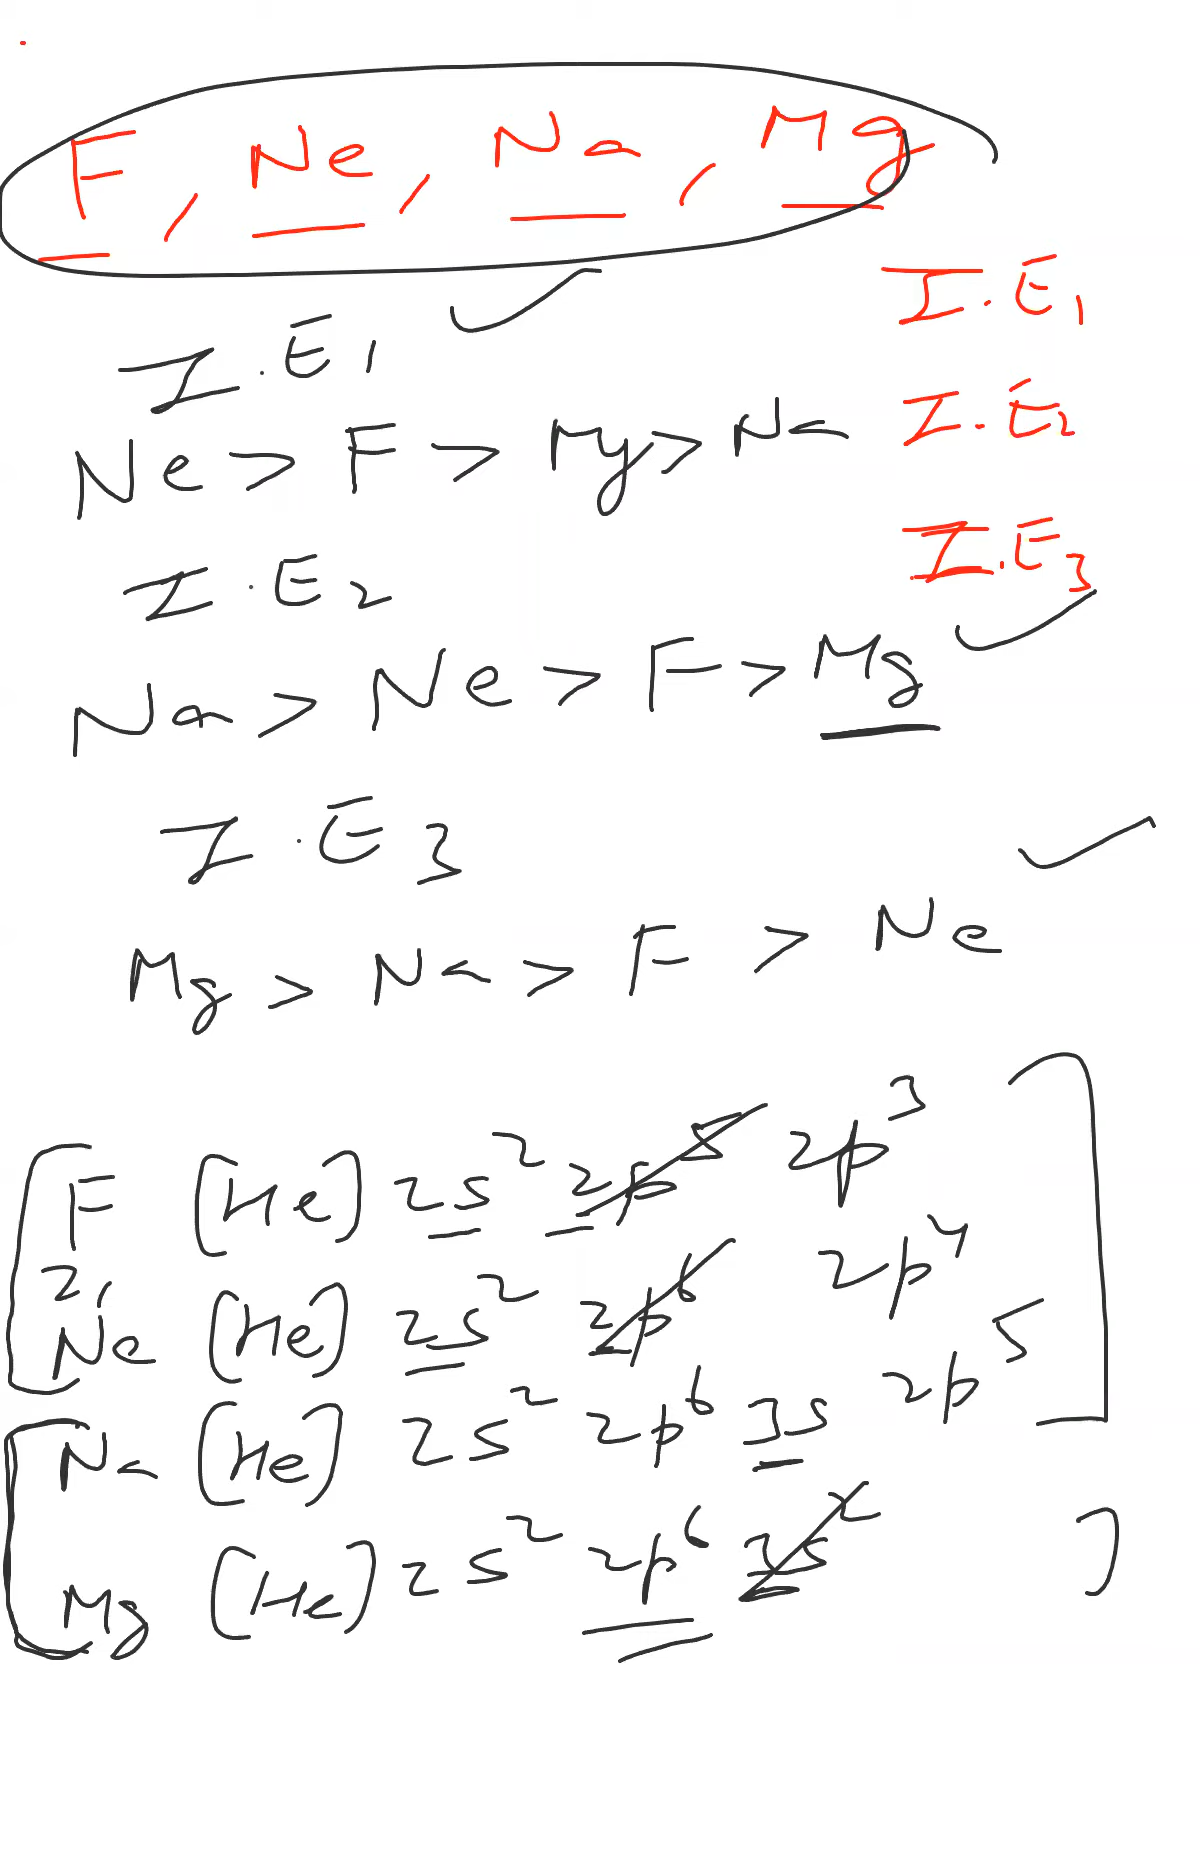 F, Ne, Na, Mg
I.E₁
I.E₁
Ne > F > Mg > Na
I.E₂
I.E₂
Na > Ne > F > Mg
I.E₃
I.E₃
Mg > Na > F > Ne
F [He] 2s² 2p⁵ 2p³
2,
Ne [He] 2s² 2p⁶ 2p⁴
Na [He] 2s² 2p⁶ 3s 2p⁵
Mg [He] 2s² 2p⁶ 3s²